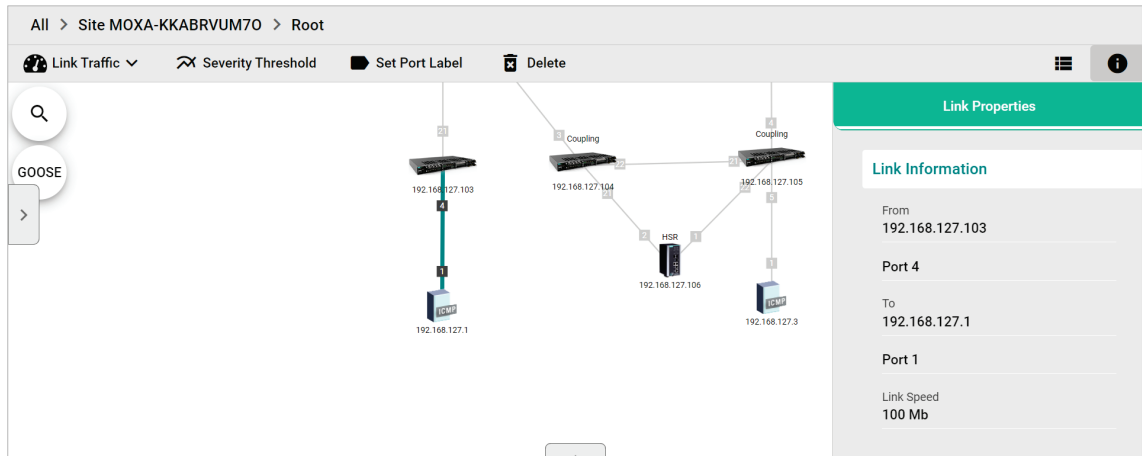 All > Site MOXA-KKABRVUM7O > Root
Link Traffic Severity Threshold Set Port Label Delete
Link Properties
GOOSE
21
3
4
Coupling
Coupling
22
21
192.168.127.103
192.168.127.104
192.168.127.105
4
21
22
5
2
HSR
1
1
1
192.168.127.106
ICMP
ICMP
192.168.127.1
192.168.127.3
Link Information
From
192.168.127.103
Port 4
To
192.168.127.1
Port 1
Link Speed
100 Mb